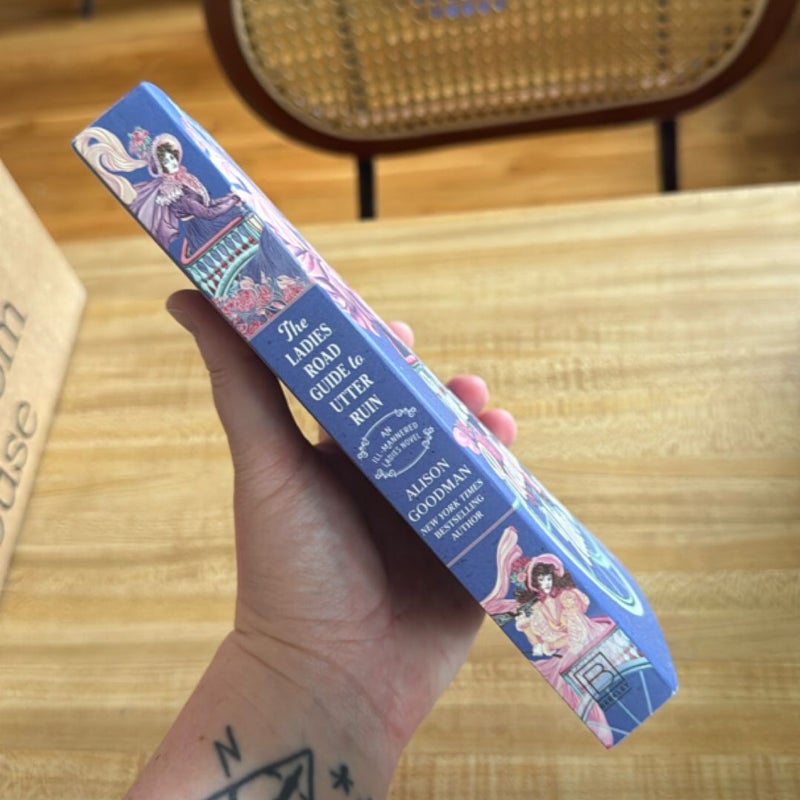 The
LADIES
ROAD
GUIDE to
UTTER
RUIN
AN
ILL-MANNERED
LADIES NOVEL
ALISON
GOODMAN
NEW YORK TIMES
BESTSELLING
AUTHOR
B
BERKLEY
N
om
ouse